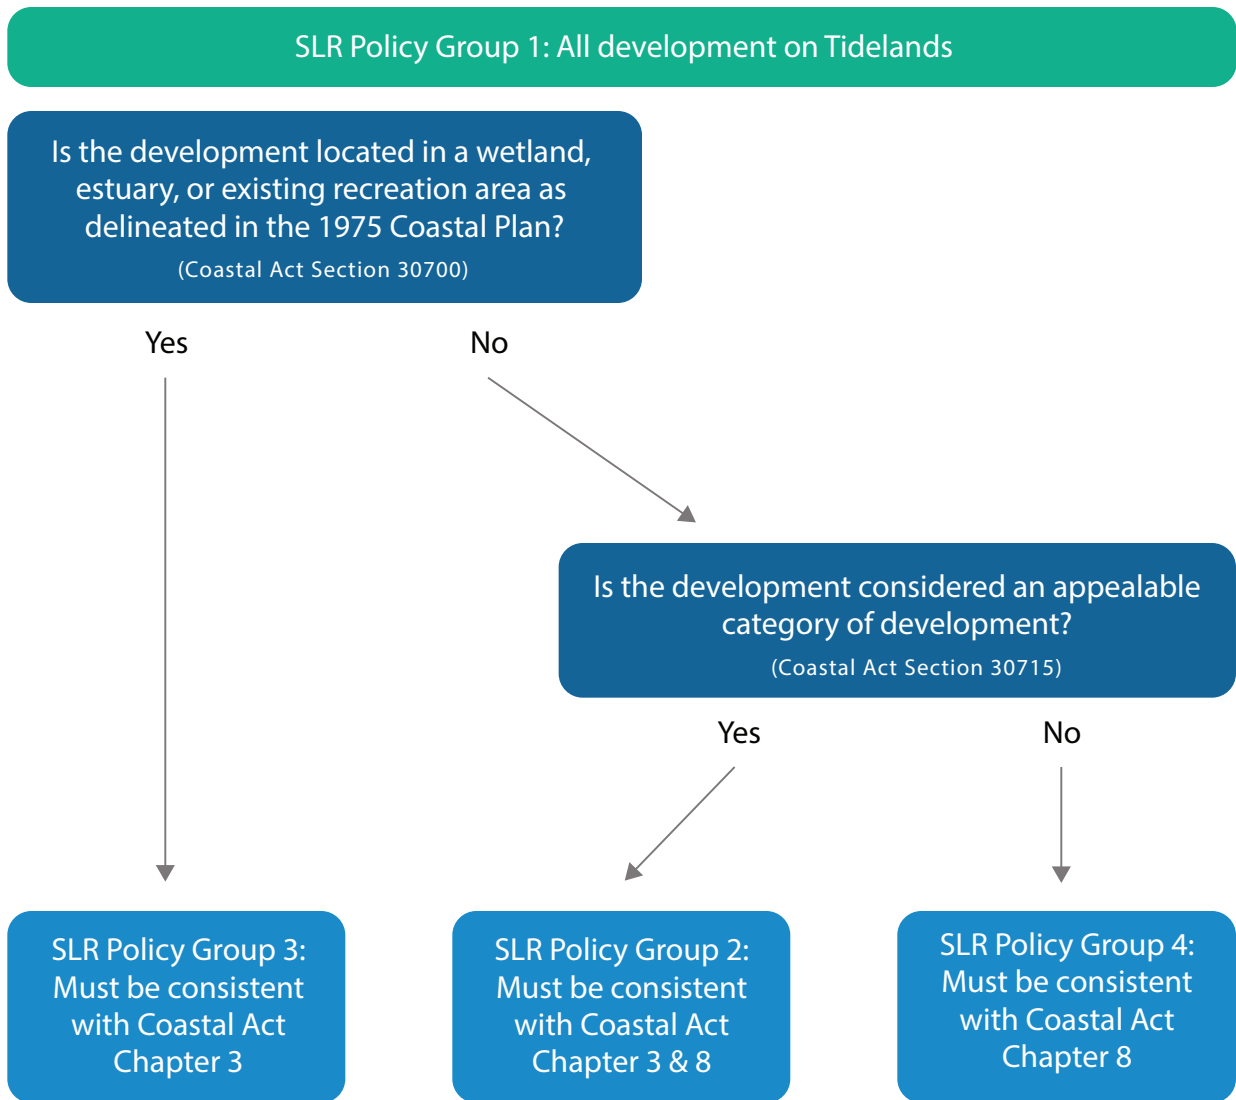 SLR Policy Group 1: All development on Tidelands
Is the development located in a wetland,
estuary, or existing recreation area as
delineated in the 1975 Coastal Plan?
(Coastal Act Section 30700)
Yes
No
Is the development considered an appealable
category of development?
(Coastal Act Section 30715)
Yes
No
SLR Policy Group 3:
Must be consistent
with Coastal Act
Chapter 3
SLR Policy Group 2:
Must be consistent
with Coastal Act
Chapter 3 & 8
SLR Policy Group 4:
Must be consistent
with Coastal Act
Chapter 8